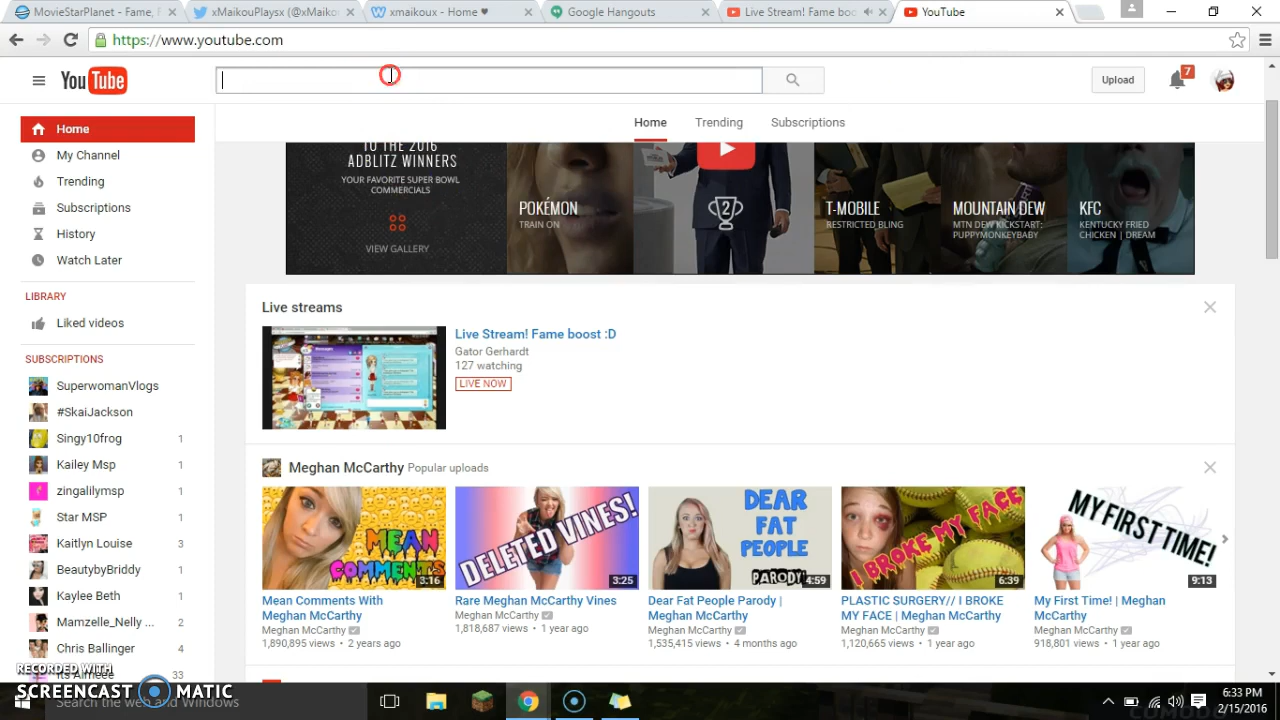 MovieStarPlanet - Fame, F
xMaikouPlaysx (@xMaikou
xmaikoux - Home ♥
Google Hangouts
Live Stream! Fame boo
YouTube
https://www.youtube.com
YouTube
Upload
7
Home
Trending
Subscriptions
Home
My Channel
Trending
Subscriptions
History
Watch Later
LIBRARY
Liked videos
SUBSCRIPTIONS
SuperwomanVlogs
#SkaiJackson
Singy10frog 1
Kailey Msp 1
zingalilymsp 1
Star MSP 1
Kaitlyn Louise 3
BeautybyBriddy 1
Kaylee Beth 1
Mamzelle_Nelly ... 2
Chris Ballinger 4
Its Aimeee 33
TO THE 2016
ADBLITZ WINNERS
YOUR FAVORITE SUPER BOWL
COMMERCIALS
VIEW GALLERY
POKÉMON
TRAIN ON
2
T-MOBILE
RESTRICTED BLING
MOUNTAIN DEW
MTN DEW KICKSTART:
PUPPYMONKEYBABY
KFC
KENTUCKY FRIED
CHICKEN | DREAM
Live streams
Live Stream! Fame boost :D
Gator Gerhardt
127 watching
LIVE NOW
Meghan McCarthy Popular uploads
MEAN
COMMENTS
3:16
Mean Comments With
Meghan McCarthy
Meghan McCarthy
1,890,895 views • 2 years ago
DELETED VINES!
3:25
Rare Meghan McCarthy Vines
Meghan McCarthy
1,818,687 views • 1 year ago
DEAR
FAT
PEOPLE
PARODY
4:59
Dear Fat People Parody |
Meghan McCarthy
Meghan McCarthy
1,535,415 views • 4 months ago
I BROKE MY FACE
6:39
PLASTIC SURGERY// I BROKE
MY FACE | Meghan McCarthy
Meghan McCarthy
1,120,665 views • 1 year ago
MY FIRST TIME!
9:13
My First Time! | Meghan
McCarthy
Meghan McCarthy
918,801 views • 1 year ago
RECORDED WITH
SCREENCAST MATIC
Search the web and Windows
6:33 PM
2/15/2016